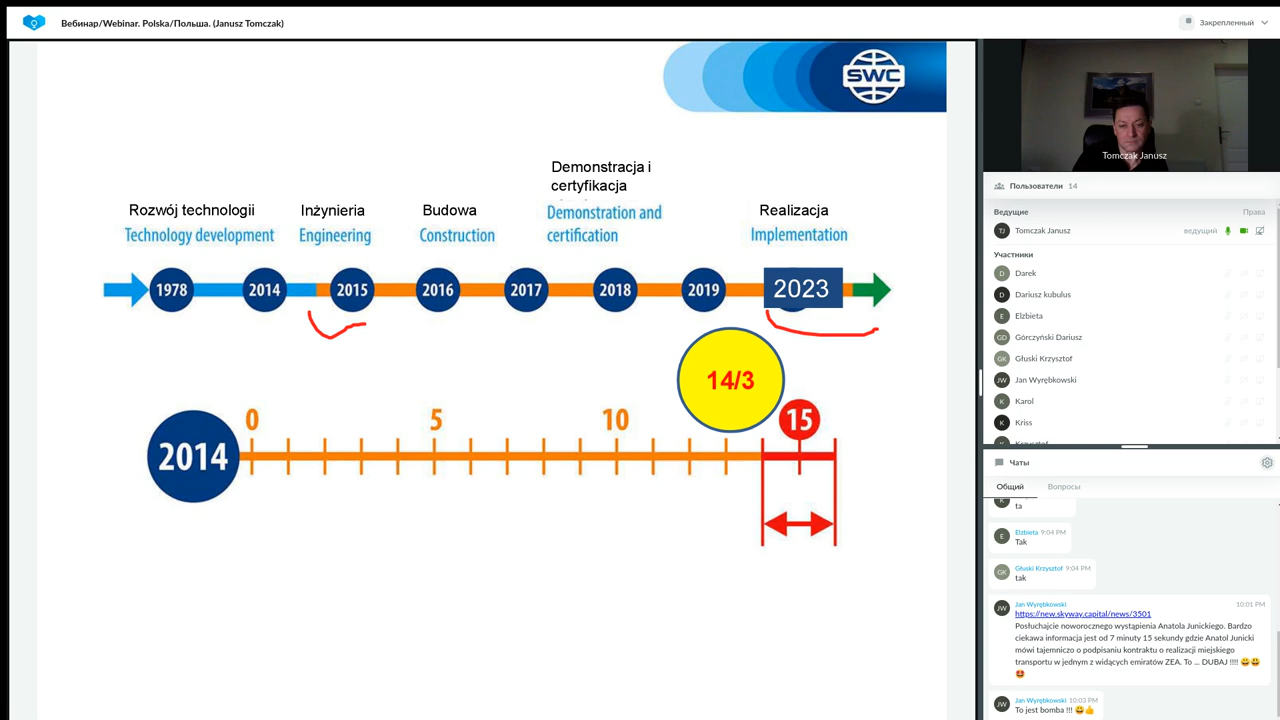 Вебинар/Webinar. Polska/Польша. (Janusz Tomczak)
Закрепленный
SWC
Demonstracja i
certyfikacja
Rozwój technologii
Inżynieria
Budowa
Realizacja
Technology development
Engineering
Construction
Demonstration and
certification
Implementation
1978
2014
2015
2016
2017
2018
2019
2023
14/3
0
5
10
15
2014
Tomczak Janusz
Пользователи 14
Ведущие
Права
TJ Tomczak Janusz ведущий
Участники
D Darek
D Dariusz kubulus
E Elzbieta
GD Górczyński Dariusz
GK Głuski Krzysztof
JW Jan Wyrębkowski
K Karol
K Kriss
Чаты
Общий
Вопросы
ta
E Elzbieta 9:04 PM
Tak
GK Głuski Krzysztof 9:04 PM
tak
JW Jan Wyrębkowski 10:01 PM
https://new.skyway.capital/news/3501
Posłuchajcie noworocznego wystąpienia Anatola Junickiego. Bardzo
ciekawa informacja jest od 7 minuty 15 sekundy gdzie Anatol Junicki
mówi tajemniczo o podpisaniu kontraktu o realizacji miejskiego
transportu w jednym z widących emiratów ZEA. To ... DUBAJ !!!! 😀😃
🤩
JW Jan Wyrębkowski 10:03 PM
To jest bomba !!! 😀👍